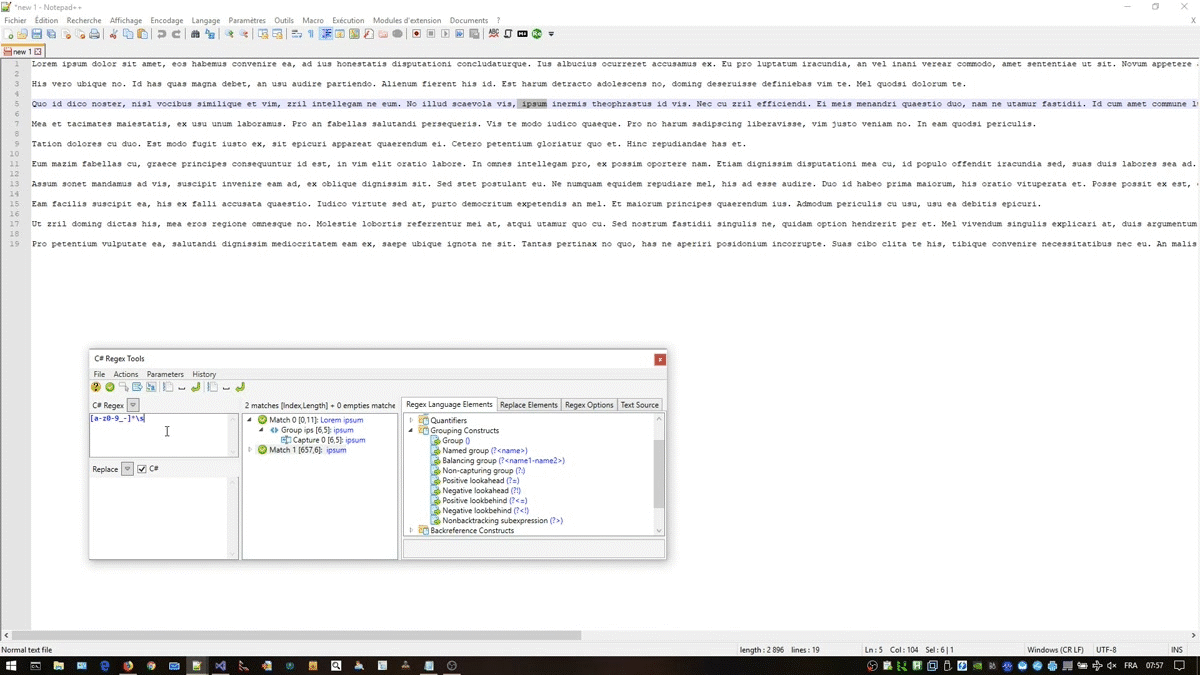 *new 1 - Notepad++
Fichier Édition Recherche Affichage Encodage Langage Paramètres Outils Macro Exécution Modules d'extension Documents ? X
new 1
1 Lorem ipsum dolor sit amet, eos habemus convenire ea, ad ius honestatis disputationi concludaturque. Ius albucius ocurreret accusamus ex. Eu pro luptatum iracundia, an vel inani verear commodo, amet sententiae ut sit. Novum appetere
2
3 His vero ubique no. Id has quas magna debet, an usu audire partiendo. Alienum fierent his id. Est harum detracto adolescens no, doming deseruisse definiebas vim te. Mel quodsi dolorum te.
4
5 Quo id dico noster, nisl vocibus similique et vim, zril intellegam ne eum. No illud scaevola vis, ipsum inermis theophrastus id vis. Nec cu zril efficiendi. Ei meis menandri quaestio duo, nam ne utamur fastidii. Id cum amet commune
6
7 Mea et tacimates maiestatis, ex usu unum laboramus. Pro an fabellas salutandi persequeris. Vis te modo iudico quaeque. Pro no harum sadipscing liberavisse, vim justo veniam no. In eam quodsi periculis.
8
9 Tation dolores cu duo. Est modo fugit iusto ex, sit epicuri appareat quaerendum ei. Cetero petentium gloriatur quo et. Hinc repudiandae has et.
10
11 Eum mazim fabellas cu, graece principes consequuntur id est, in vim elit oratio labore. In omnes intellegam pro, ex possim oportere nam. Etiam dignissim disputationi mea cu, id populo offendit iracundia sed, suas duis labores sea ad.
12
13 Assum sonet mandamus ad vis, suscipit invenire eam ad, ex oblique dignissim sit. Sed stet postulant eu. Ne numquam equidem repudiare mel, his ad esse audire. Duo id habeo prima maiorum, his oratio vituperata et. Posse possit ex est,
14
15 Eam facilis suscipit ea, his ex falli accusata quaestio. Iudico virtute sed at, purto democritum expetendis an mel. Et maiorum principes quaerendum ius. Admodum periculis cu usu, usu ea debitis epicuri.
16
17 Ut zril doming dictas his, mea eros regione omnesque no. Molestie lobortis referrentur mei at, atqui utamur quo cu. Sed nostrum fastidii singulis ne, quidam option hendrerit per et. Mel vivendum singulis explicari at, duis argumentum
18
19 Pro petentium vulputate ea, salutandi dignissim mediocritatem eam ex, saepe ubique ignota ne sit. Tantas pertinax no quo, has ne aperiri posidonium incorrupte. Suas cibo clita te his, tibique convenire necessitatibus nec eu. An malis
C# Regex Tools
File Actions Parameters History
C# Regex
[a-z0-9_-]*\s
Replace C#
2 matches [Index,Length] + 0 empties matche
Match 0 [0,11]: Lorem ipsum
Group ips [6,5]: ipsum
Capture 0 [6,5]: ipsum
Match 1 [657,6]: ipsum
Regex Language Elements Replace Elements Regex Options Text Source
Quantifiers
Grouping Constructs
Group ()
Named group (?<name>)
Balancing group (?<name1-name2>)
Non-capturing group (?:)
Positive lookahead (?=)
Negative lookahead (?!)
Positive lookbehind (?<=)
Negative lookbehind (?<!)
Nonbacktracking subexpression (?>)
Backreference Constructs
Normal text file length : 2 896 lines : 19 Ln : 5 Col : 104 Sel : 6 | 1 Windows (CR LF) UTF-8 INS
FRA 07:57